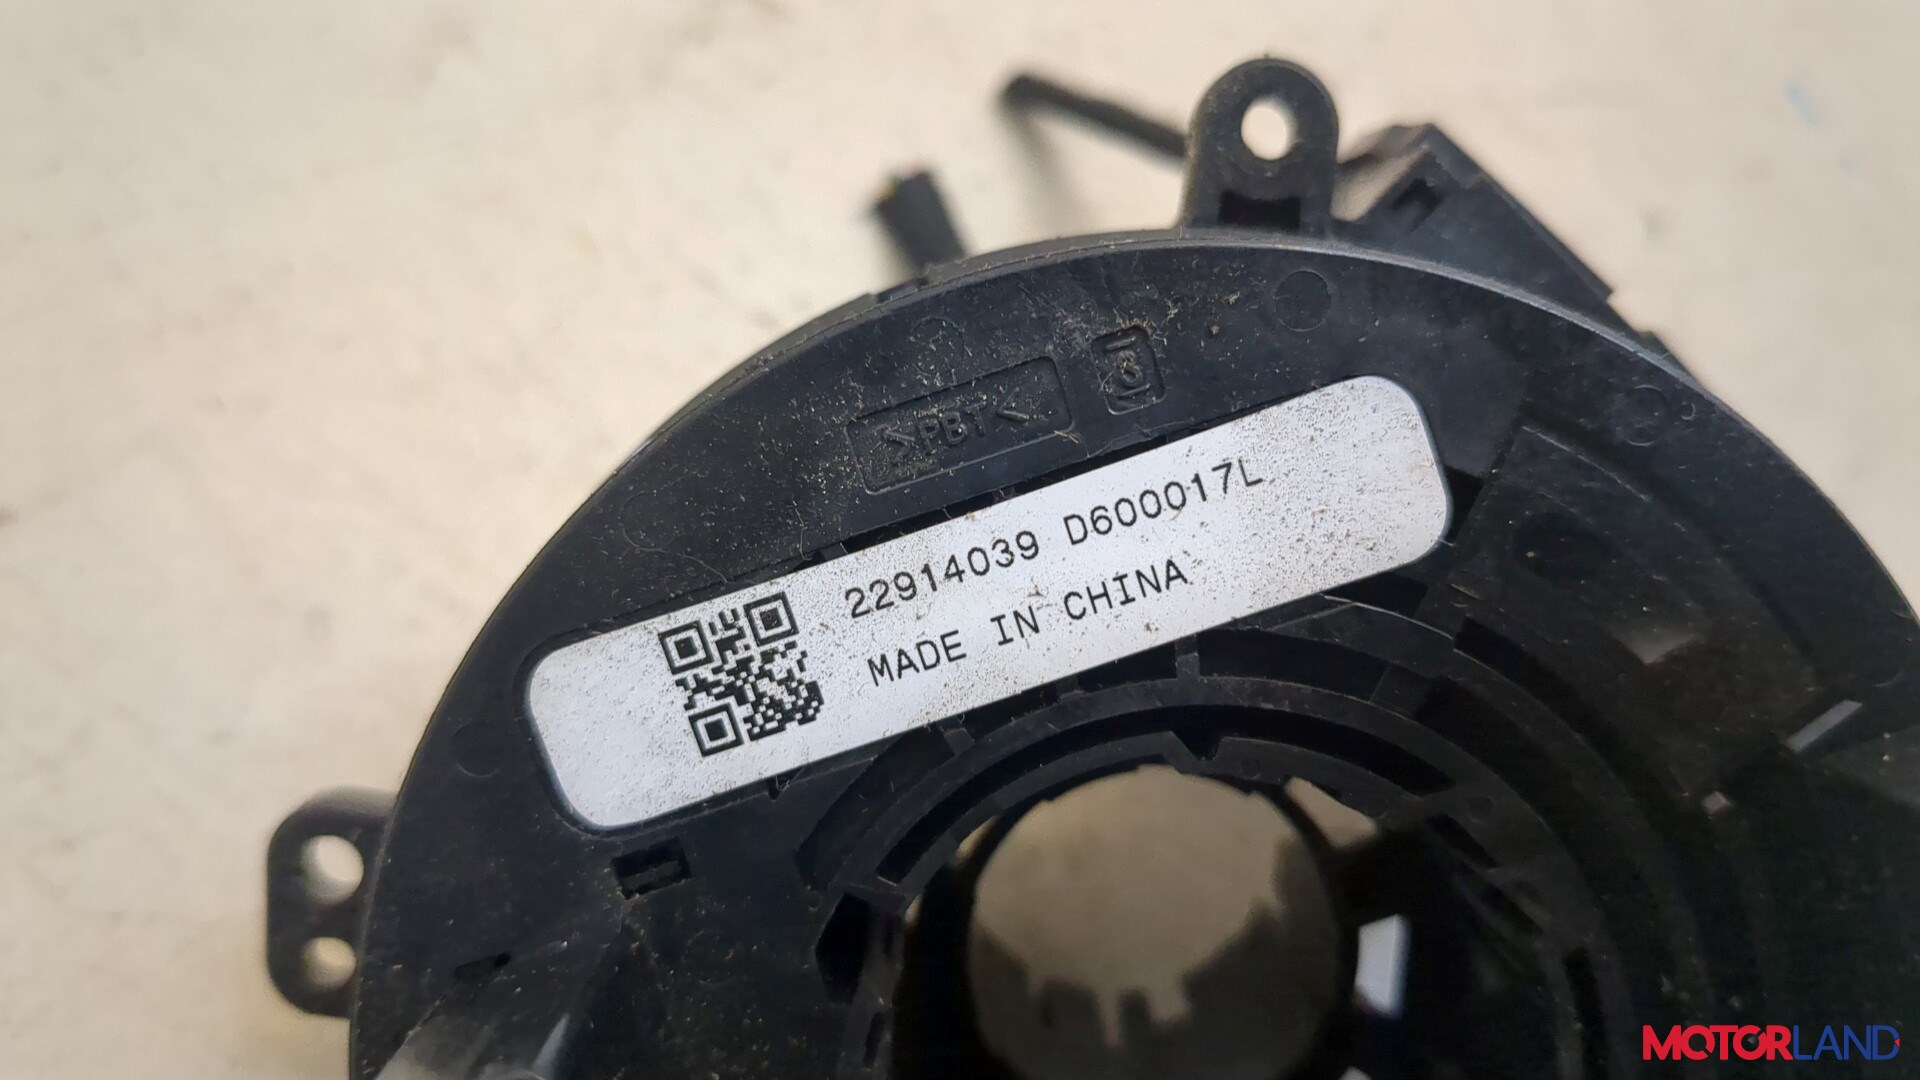 >PBT<
22914039 D600017L
MADE IN CHINA
MOTORLAND